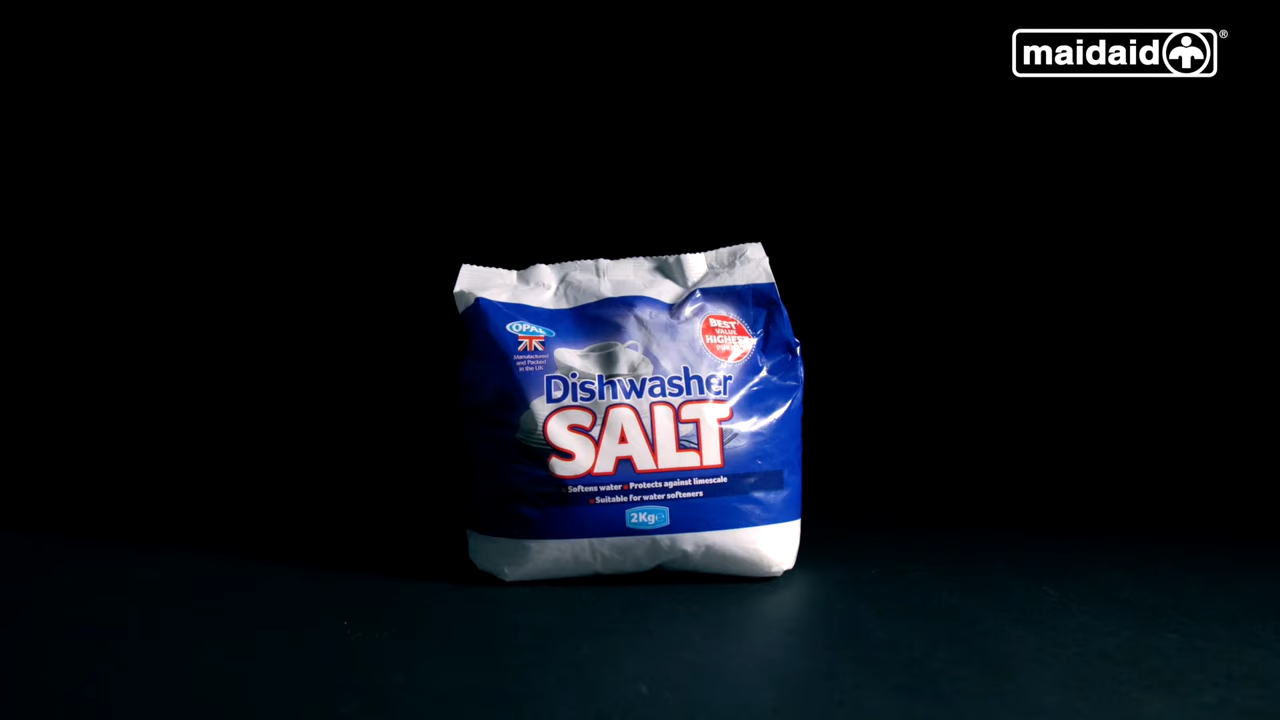 maidaid®
OPAL
Manufactured
and Packed
in the UK
BEST
VALUE
HIGHEST
Dishwasher
SALT
Softens water ▪ Protects against limescale
▪ Suitable for water softeners
2Kg℮